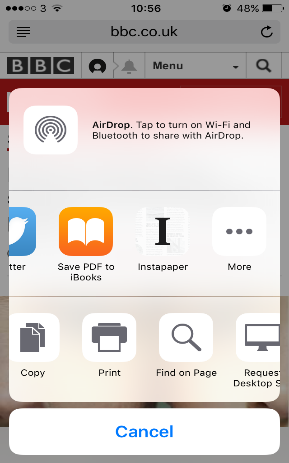 3 10:56 48%
bbc.co.uk
BBC Menu
AirDrop. Tap to turn on Wi-Fi and
Bluetooth to share with AirDrop.
tter Save PDF to Instapaper More
iBooks
Copy Print Find on Page Reques
Desktop S
Cancel